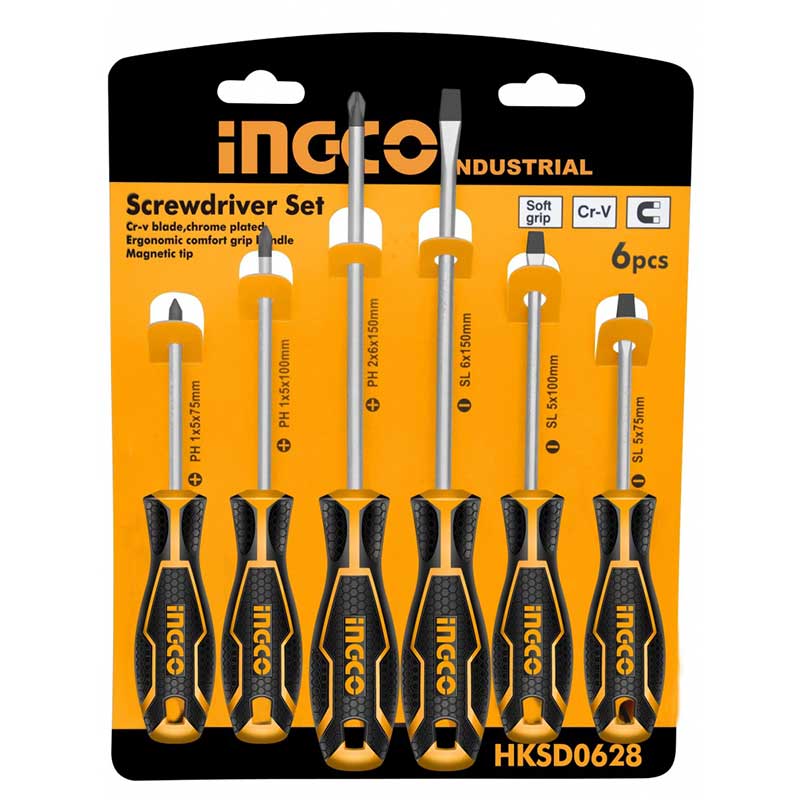 INGCO
INDUSTRIAL
Screwdriver Set
Cr-v blade,chrome plated
Ergonomic comfort grip handle
Magnetic tip
Soft
grip
Cr-V
6pcs
PH 1x5x75mm
PH 1x5x100mm
PH 2x6x150mm
SL 6x150mm
SL 5x100mm
SL 5x75mm
INGCO
INGCO
INGCO
INGCO
INGCO
INGCO
HKSD0628